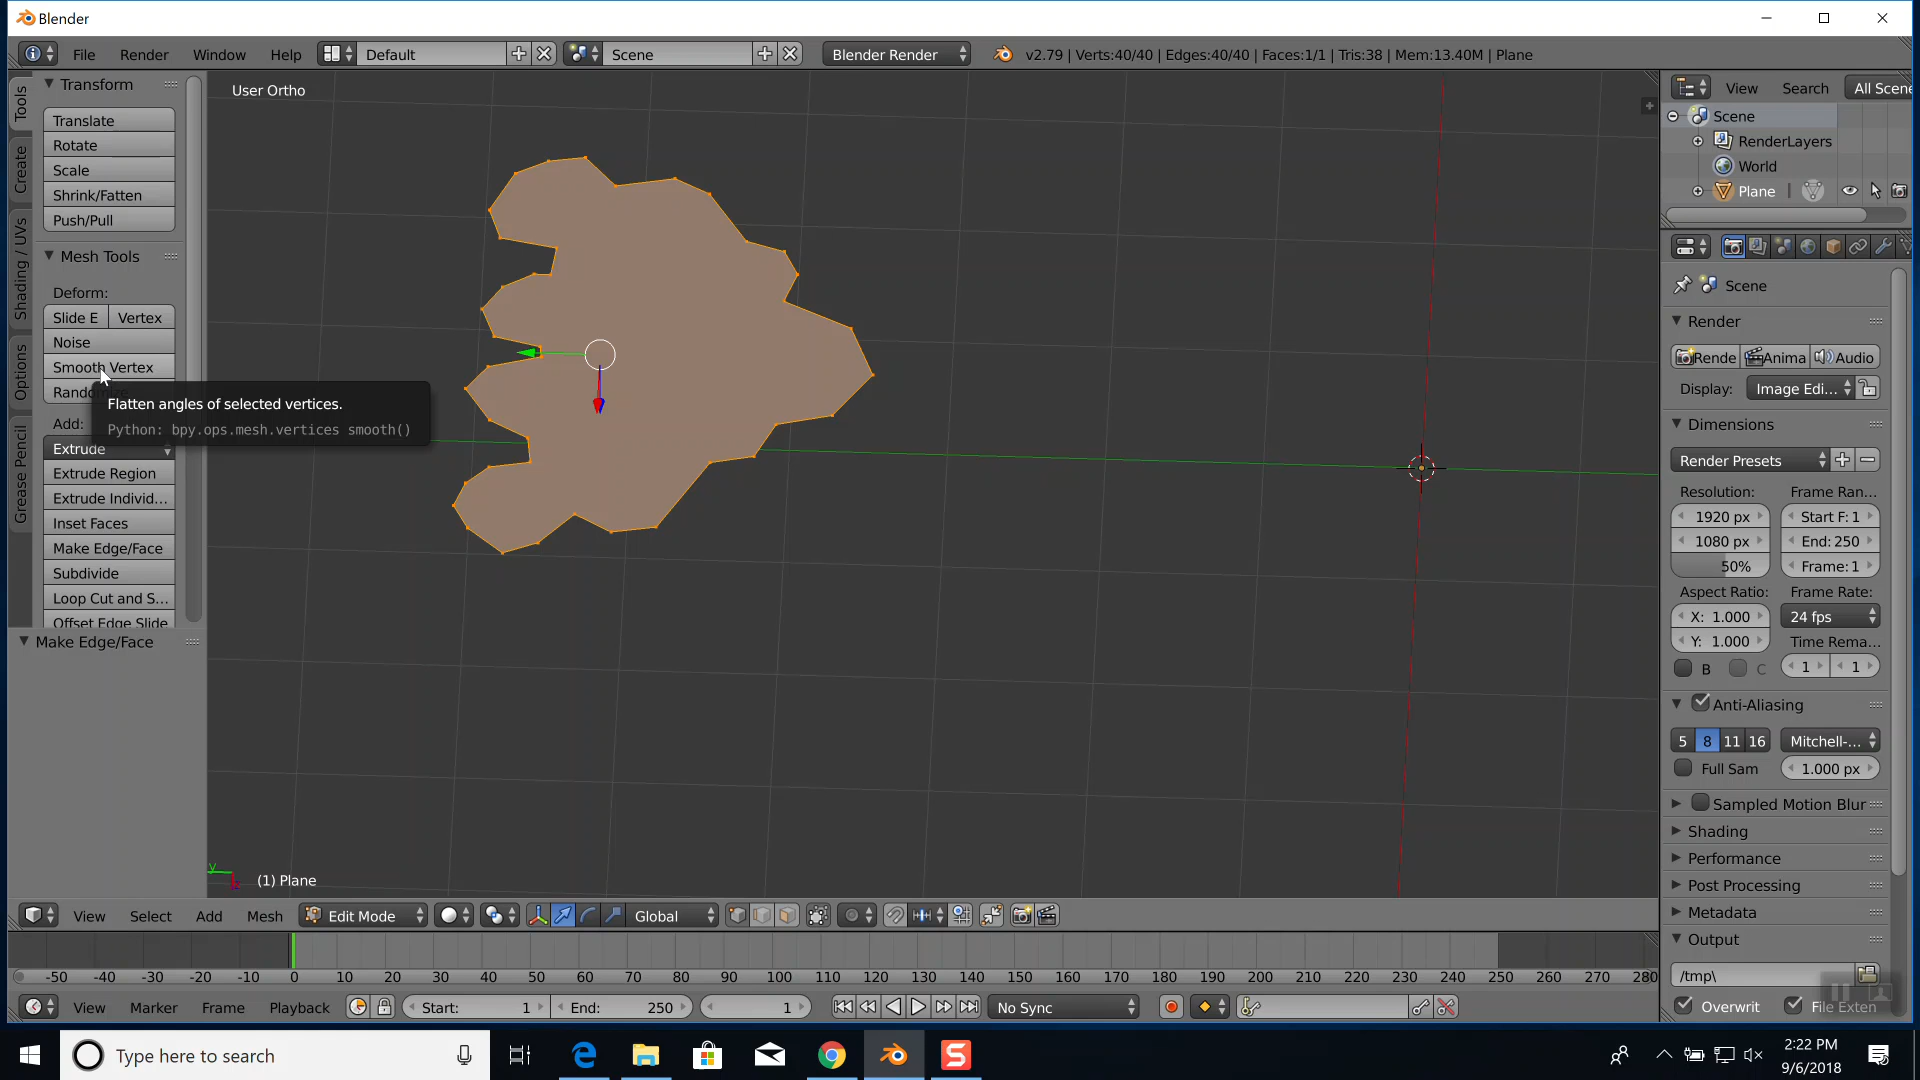 Blender
File Render Window Help Default Scene Blender Render v2.79 | Verts:40/40 | Edges:40/40 | Faces:1/1 | Tris:38 | Mem:13.40M | Plane
Tools
Create
Shading / UVs
Options
Grease Pencil
Transform
Translate
Rotate
Scale
Shrink/Fatten
Push/Pull
Mesh Tools
Deform:
Slide E Vertex
Noise
Smooth Vertex
Flatten angles of selected vertices.
Python: bpy.ops.mesh.vertices smooth()
Add:
Extrude
Extrude Region
Extrude Individ...
Inset Faces
Make Edge/Face
Subdivide
Loop Cut and S...
Offset Edge Slide
Make Edge/Face
User Ortho
y
(1) Plane
View Search All Scene
Scene
RenderLayers
World
Plane
Scene
Render
Rende Anima Audio
Display: Image Edi...
Dimensions
Render Presets
Resolution: Frame Ran...
1920 px Start F: 1
1080 px End: 250
50% Frame: 1
Aspect Ratio: Frame Rate:
X: 1.000 24 fps
Y: 1.000 Time Rema...
B C 1 1
Anti-Aliasing
5 8 11 16 Mitchell-...
Full Sam 1.000 px
Sampled Motion Blur
Shading
Performance
Post Processing
Metadata
Output
/tmp\
Overwrit File Exten
View Select Add Mesh Edit Mode Global
-50 -40 -30 -20 -10 0 10 20 30 40 50 60 70 80 90 100 110 120 130 140 150 160 170 180 190 200 210 220 230 240 250 260 270 280
View Marker Frame Playback Start: 1 End: 250 1 No Sync
Type here to search
2:22 PM
9/6/2018